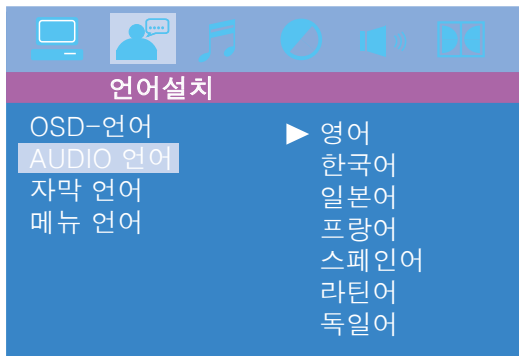 언어설치
OSD-언어
AUDIO 언어
자막 언어
메뉴 언어
▶ 영어
한국어
일본어
프랑어
스페인어
라틴어
독일어